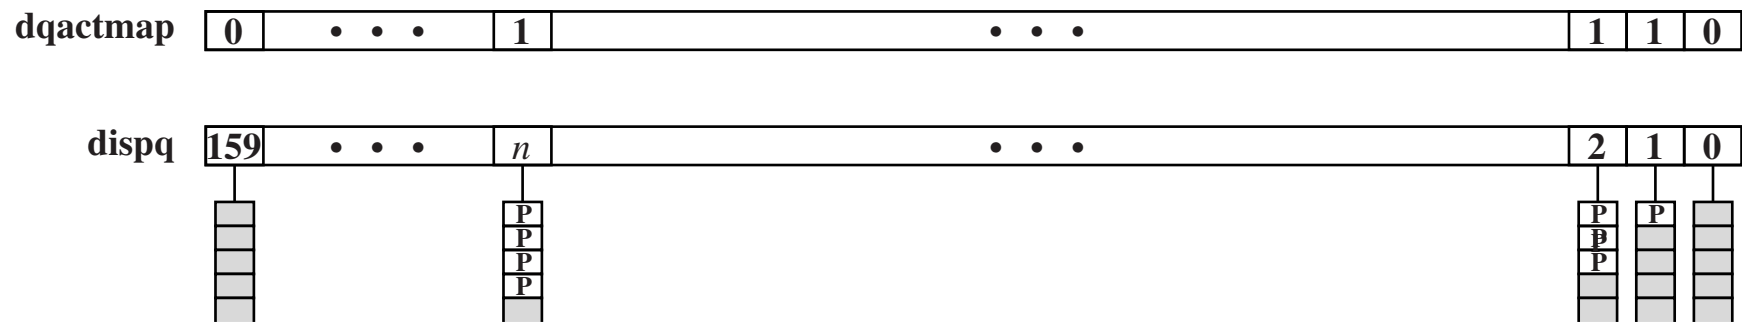 dqactmap 0 • • • 1 • • • 1 1 0
dispq 159 • • • n • • • 2 1 0
P P P
P P
P P
P